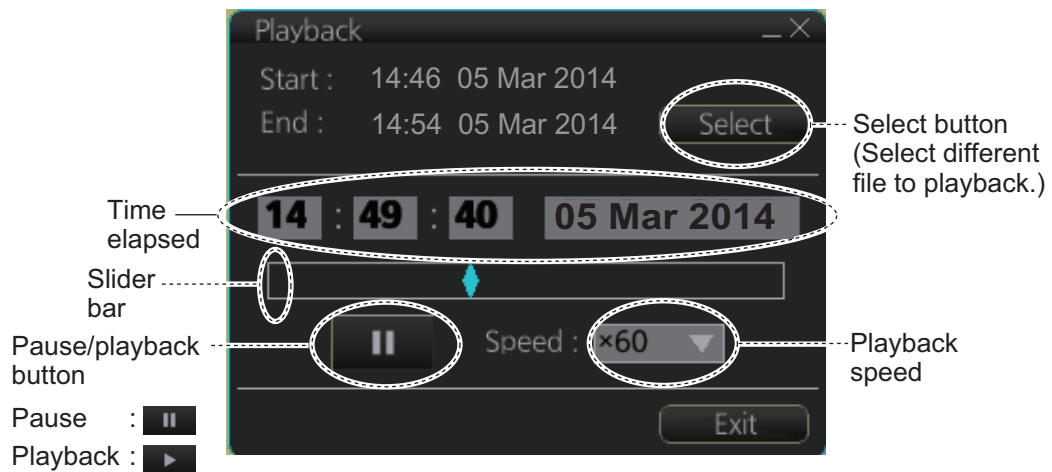 Playback
Start : 14:46 05 Mar 2014
End : 14:54 05 Mar 2014
Select
Select button
(Select different
file to playback.)
Time
elapsed
14 : 49 : 40 05 Mar 2014
Slider
bar
Pause/playback
button
Speed : ×60
Playback
speed
Pause :
Playback :
Exit